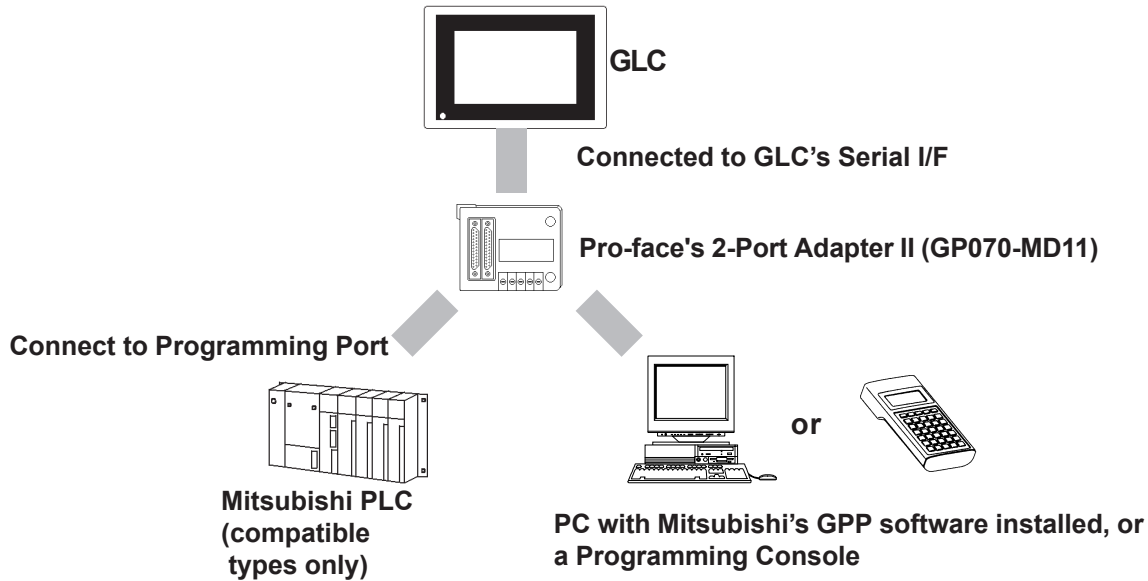 GLC
Connected to GLC’s Serial I/F
Pro-face's 2-Port Adapter II (GP070-MD11)
Connect to Programming Port
or
Mitsubishi PLC
(compatible
types only)
PC with Mitsubishi’s GPP software installed, or
a Programming Console